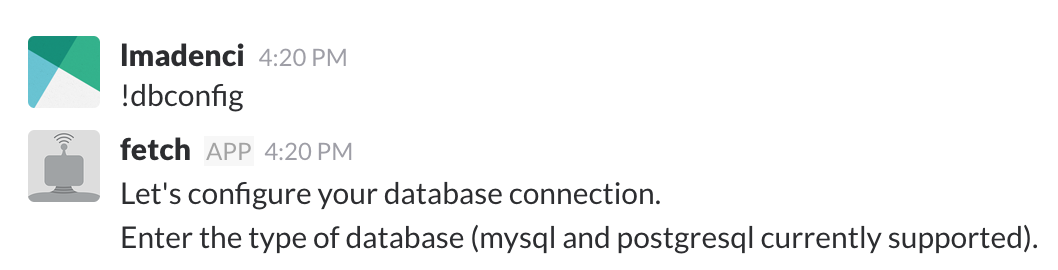 lmadenci 4:20 PM
!dbconfig
fetch APP 4:20 PM
Let's configure your database connection.
Enter the type of database (mysql and postgresql currently supported).